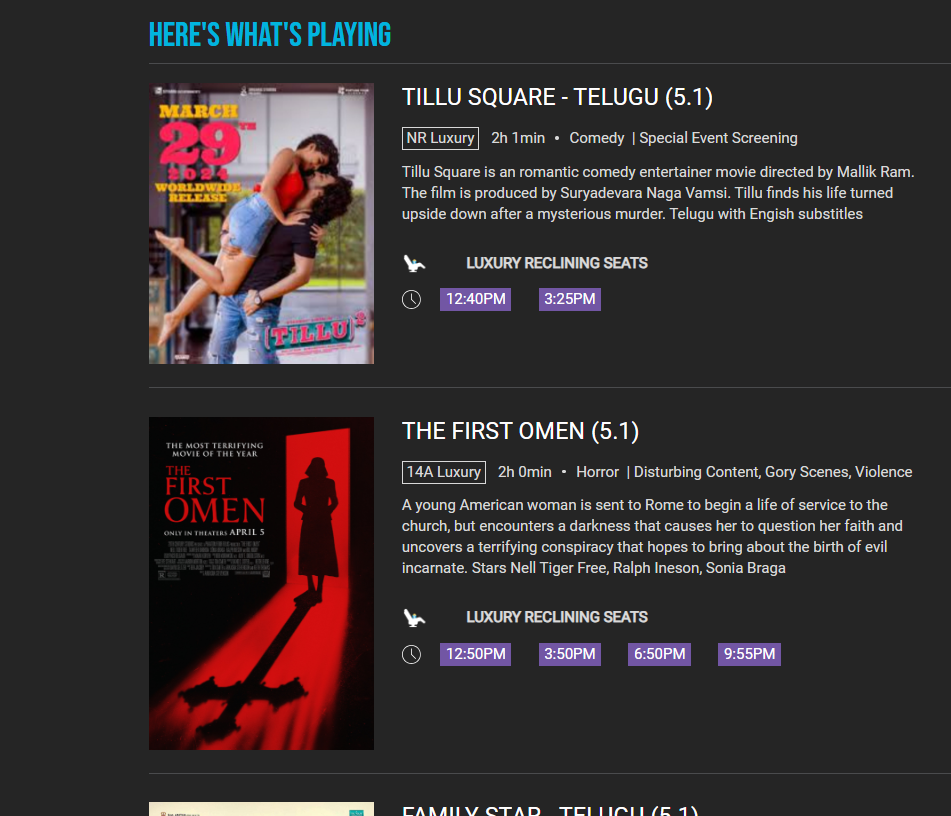 HERE'S WHAT'S PLAYING
MARCH
29TH
2024
WORLDWIDE
RELEASE
TILLU²
TILLU SQUARE - TELUGU (5.1)
NR Luxury 2h 1min • Comedy | Special Event Screening
Tillu Square is an romantic comedy entertainer movie directed by Mallik Ram.
The film is produced by Suryadevara Naga Vamsi. Tillu finds his life turned
upside down after a mysterious murder. Telugu with Engish substitles
LUXURY RECLINING SEATS
12:40PM 3:25PM
THE MOST TERRIFYING
MOVIE OF THE YEAR
THE
FIRST
OMEN
ONLY IN THEATERS APRIL 5
THE FIRST OMEN (5.1)
14A Luxury 2h 0min • Horror | Disturbing Content, Gory Scenes, Violence
A young American woman is sent to Rome to begin a life of service to the
church, but encounters a darkness that causes her to question her faith and
uncovers a terrifying conspiracy that hopes to bring about the birth of evil
incarnate. Stars Nell Tiger Free, Ralph Ineson, Sonia Braga
LUXURY RECLINING SEATS
12:50PM 3:50PM 6:50PM 9:55PM
FAMILY STAR - TELUGU (5.1)